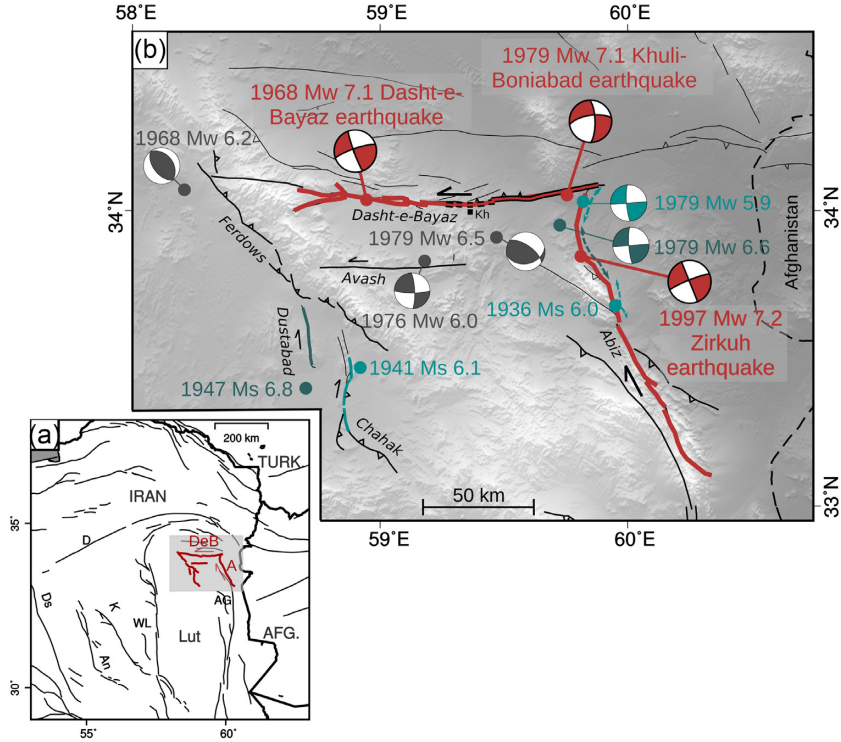 58°E
59°E
60°E
(b)
1979 Mw 7.1 Khuli-
Boniabad earthquake
1968 Mw 7.1 Dasht-e-
Bayaz earthquake
1968 Mw 6.2
34°N
34°N
Dasht-e-Bayaz
Kh
1979 Mw 5.9
1979 Mw 6.5
1979 Mw 6.6
Ferdows
Avash
Afghanistan
1976 Mw 6.0
1936 Ms 6.0
1997 Mw 7.2
Zirkuh
earthquake
Dustabad
Abiz
1941 Ms 6.1
1947 Ms 6.8
Chahak
50 km
33°N
59°E
60°E
(a)
200 km
TURK
IRAN
35°
D
DeB
A
Ds
K
AG
WL
Lut
AFG.
An
30°
55°
60°